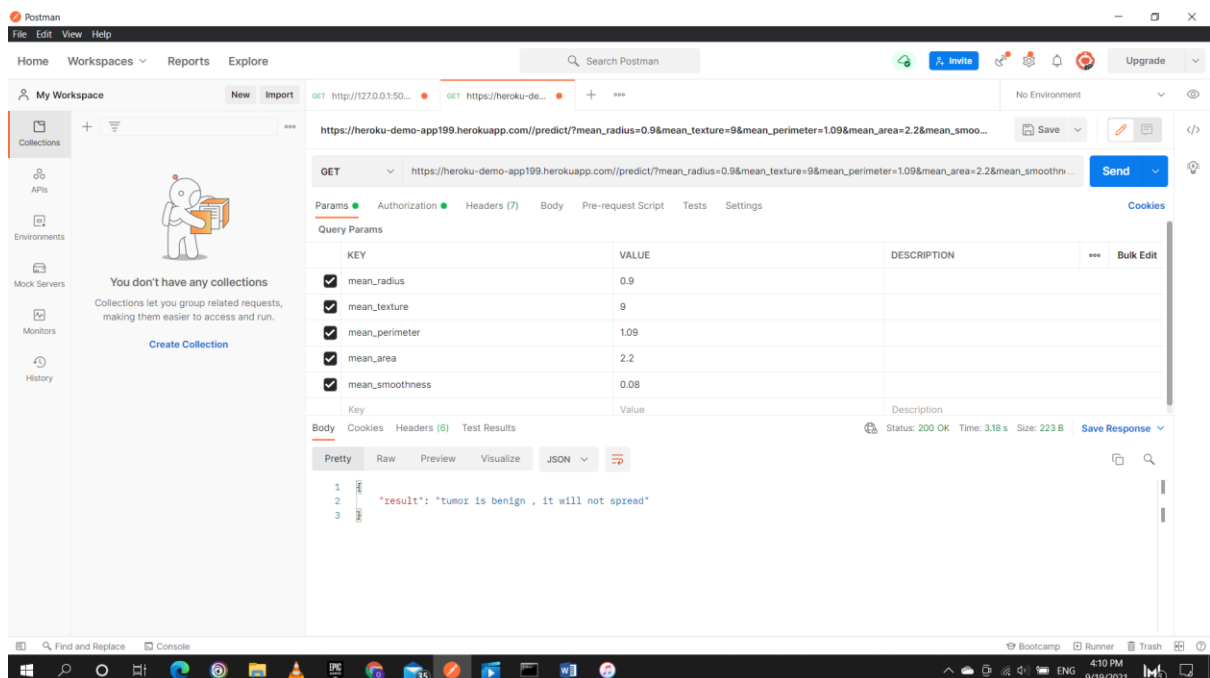 Postman
File Edit View Help
Home Workspaces Reports Explore Search Postman Invite Upgrade
My Workspace New Import GET http://127.0.0.1:50... GET https://heroku-de... No Environment
https://heroku-demo-app199.herokuapp.com//predict/?mean_radius=0.9&mean_texture=9&mean_perimeter=1.09&mean_area=2.2&mean_smoo... Save
GET https://heroku-demo-app199.herokuapp.com//predict/?mean_radius=0.9&mean_texture=9&mean_perimeter=1.09&mean_area=2.2&mean_smoothn... Send
Collections
APIs
Environments
Mock Servers
Monitors
History
You don't have any collections
Collections let you group related requests,
making them easier to access and run.
Create Collection
Params Authorization Headers (7) Body Pre-request Script Tests Settings Cookies
Query Params
KEY VALUE DESCRIPTION Bulk Edit
mean_radius 0.9
mean_texture 9
mean_perimeter 1.09
mean_area 2.2
mean_smoothness 0.08
Key Value Description
Body Cookies Headers (6) Test Results Status: 200 OK Time: 3.18 s Size: 223 B Save Response
Pretty Raw Preview Visualize JSON
1 {
2 "result": "tumor is benign , it will not spread"
3 }
Find and Replace Console Bootcamp Runner Trash
EPIC 35 ENG 4:10 PM
9/19/2021